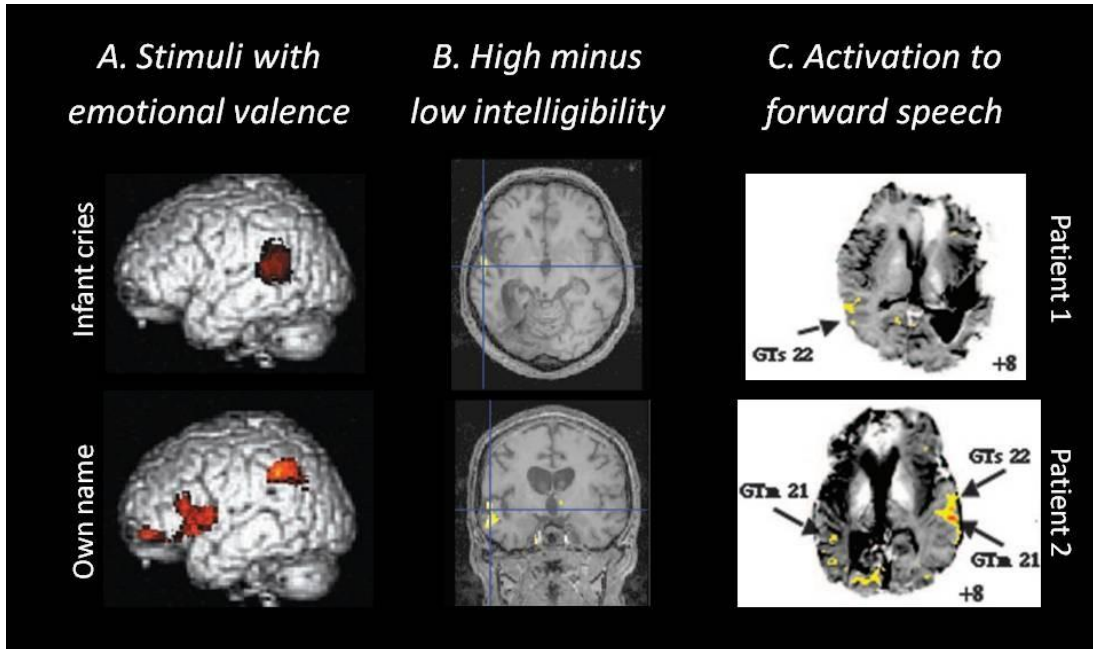 A. Stimuli with
emotional valence
B. High minus
low intelligibility
C. Activation to
forward speech
Infant cries
GTs 22
+8
Patient 1
Own name
GTm 21
GTs 22
GTm 21
+8
Patient 2